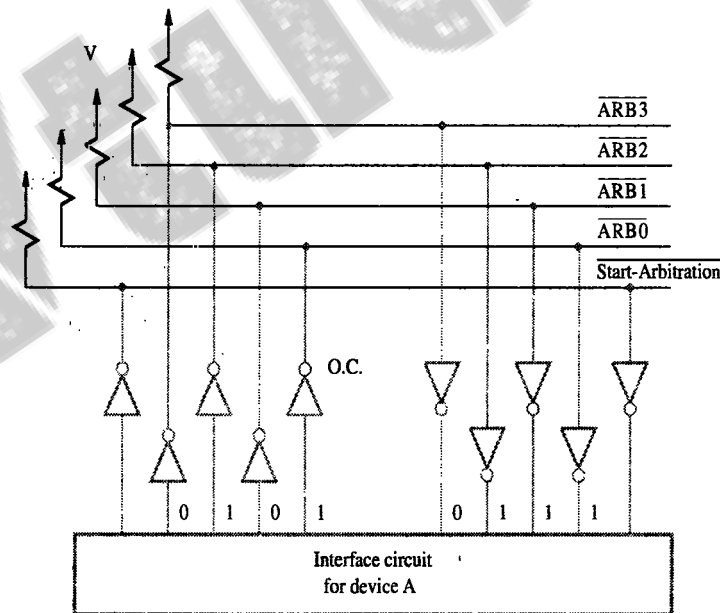 V
ARB3
ARB2
ARB1
ARB0
Start-Arbitration
O.C.
0 1 0 1 0 1 1 1
Interface circuit
for device A